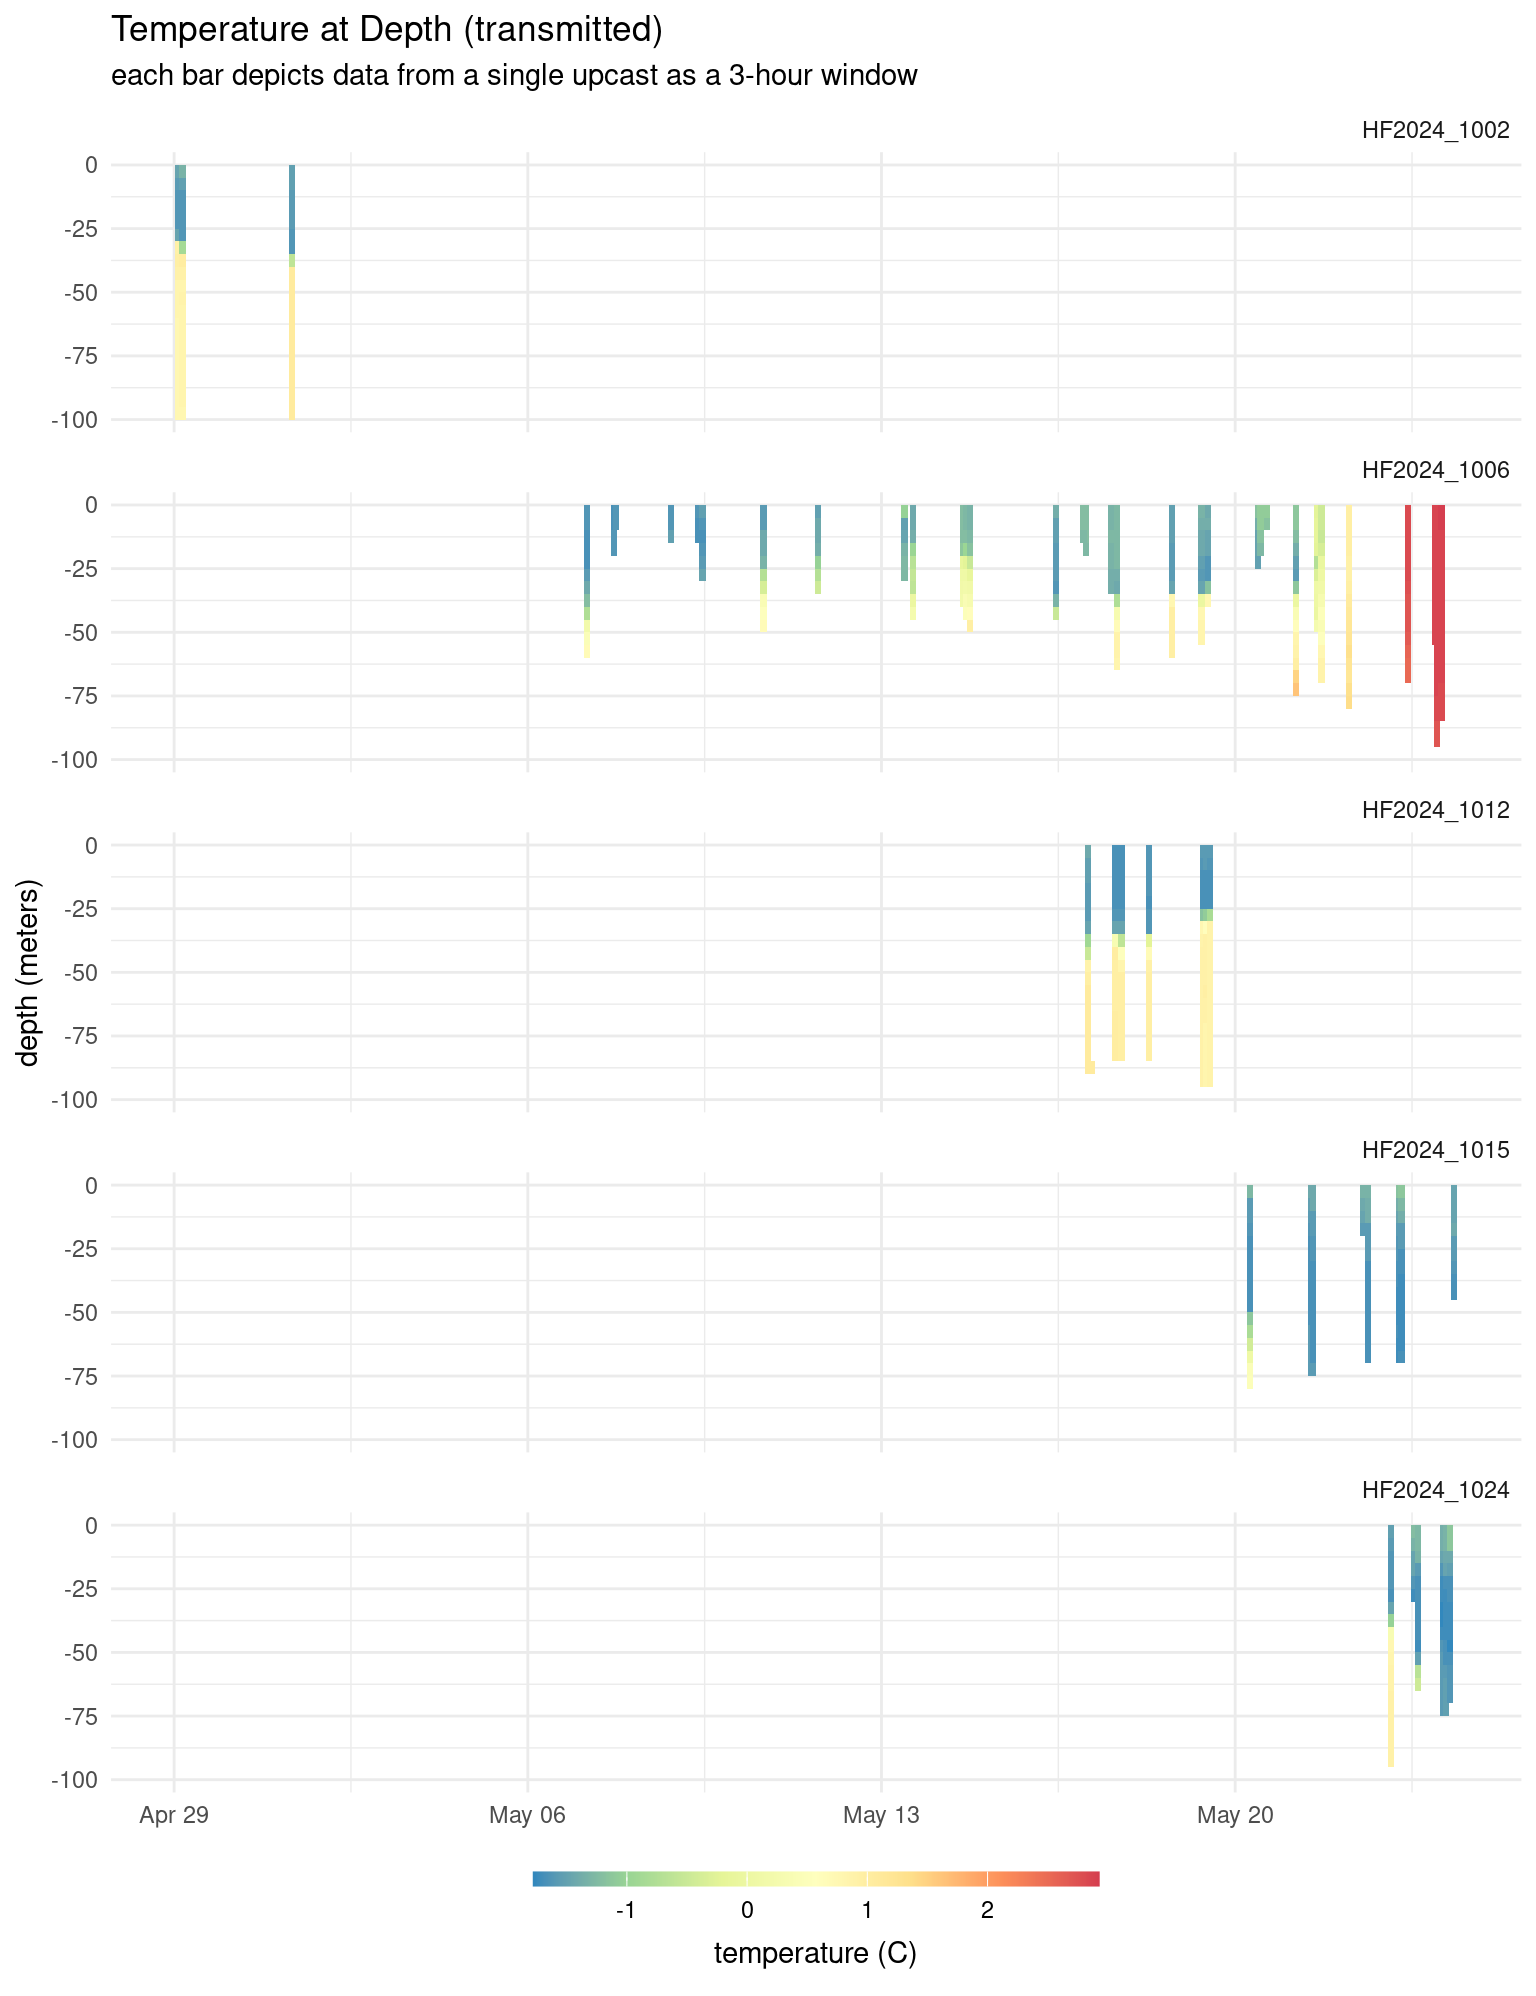 Temperature at Depth (transmitted)
each bar depicts data from a single upcast as a 3-hour window
HF2024_1002
0
-25
-50
-75
-100
HF2024_1006
0
-25
-50
-75
-100
HF2024_1012
0
-25
-50
-75
-100
depth (meters)
HF2024_1015
0
-25
-50
-75
-100
HF2024_1024
0
-25
-50
-75
-100
Apr 29 May 06 May 13 May 20
-1 0 1 2
temperature (C)